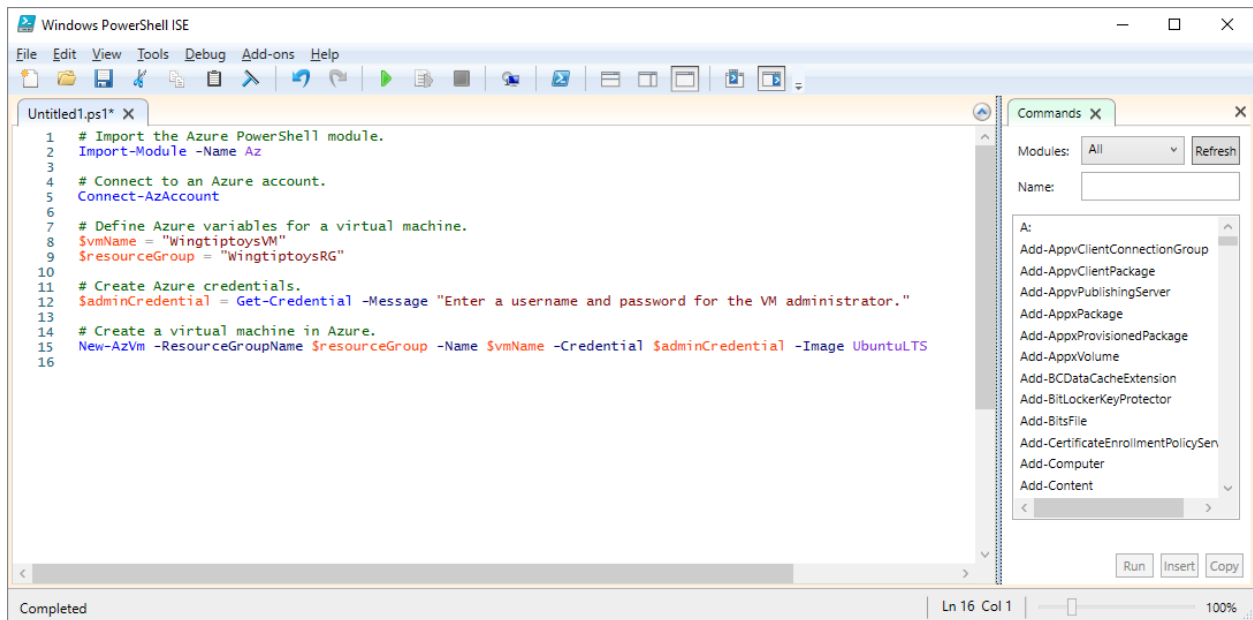 Windows PowerShell ISE
File Edit View Tools Debug Add-ons Help
Untitled1.ps1* X
1 # Import the Azure PowerShell module.
2 Import-Module -Name Az
3
4 # Connect to an Azure account.
5 Connect-AzAccount
6
7 # Define Azure variables for a virtual machine.
8 $vmName = "WingtiptoysVM"
9 $resourceGroup = "WingtiptoysRG"
10
11 # Create Azure credentials.
12 $adminCredential = Get-Credential -Message "Enter a username and password for the VM administrator."
13
14 # Create a virtual machine in Azure.
15 New-AzVm -ResourceGroupName $resourceGroup -Name $vmName -Credential $adminCredential -Image UbuntuLTS
16
Commands X
Modules: All Refresh
Name:
A:
Add-AppvClientConnectionGroup
Add-AppvClientPackage
Add-AppvPublishingServer
Add-AppxPackage
Add-AppxProvisionedPackage
Add-AppxVolume
Add-BCDataCacheExtension
Add-BitLockerKeyProtector
Add-BitsFile
Add-CertificateEnrollmentPolicyServ
Add-Computer
Add-Content
Run Insert Copy
Completed
Ln 16 Col 1
100%